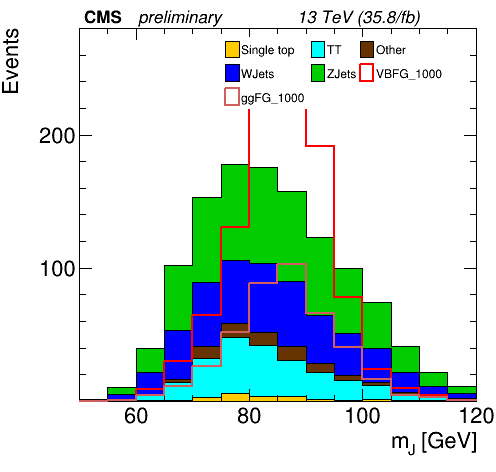 CMS preliminary 13 TeV (35.8/fb)
Events
Single top TT Other
WJets ZJets VBFG_1000
ggFG_1000
200
100
60 80 100 120
mJ [GeV]